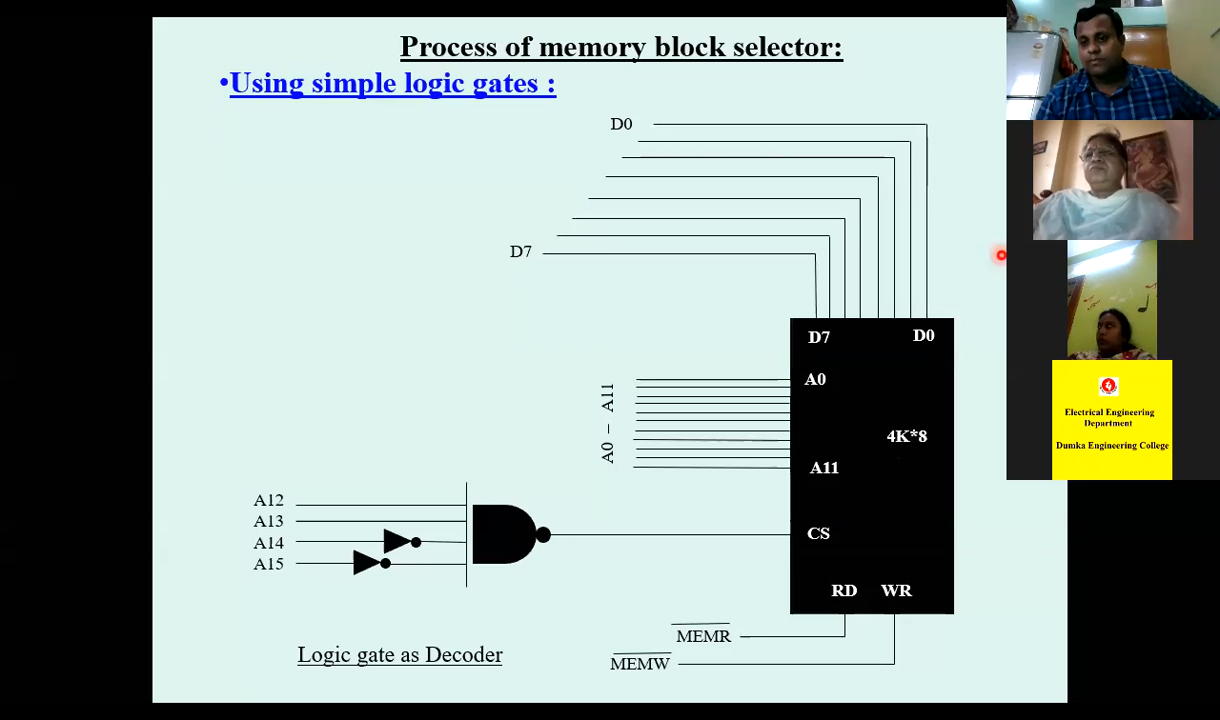 Process of memory block selector:
•Using simple logic gates :
D0
D7
D7 D0
A0
A0 – A11
4K*8
A11
A12
A13
A14
A15
CS
RD WR
MEMR
MEMW
Logic gate as Decoder
Electrical Engineering
Department
Dumka Engineering College